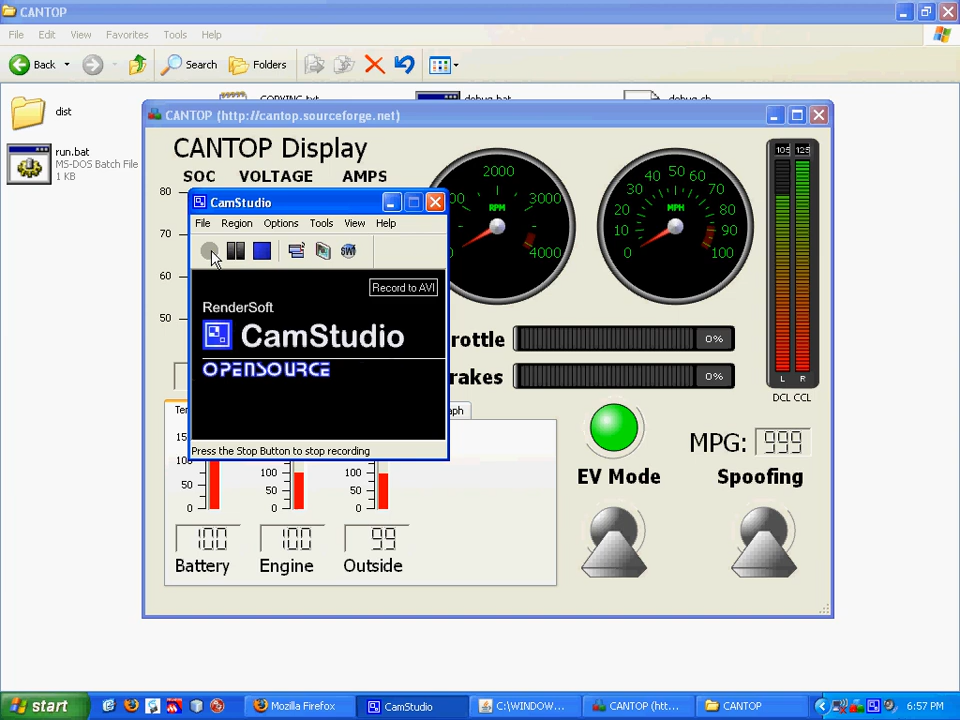 CANTOP
File Edit View Favorites Tools Help
Back Search Folders
dist
COPYING.txt
debug.bat
run.bat
MS-DOS Batch File
1 KB
CANTOP (http://cantop.sourceforge.net)
CANTOP Display
SOC VOLTAGE AMPS
80
70
60
50
CamStudio
File Region Options Tools View Help
Record to AVI
RenderSoft
CamStudio
OPENSOURCE
Press the Stop Button to stop recording
2000
3000
4000
RPM
0 10 20 30 40 50 60 70 80 90 100
MPH
105 125
L R
DCL CCL
0%
0%
100 100 99
50
0
100
50
0
100
50
0
Battery Engine Outside
EV Mode
MPG: 999
Spoofing
start Mozilla Firefox CamStudio C:\WINDOW... CANTOP (htt... CANTOP 6:57 PM